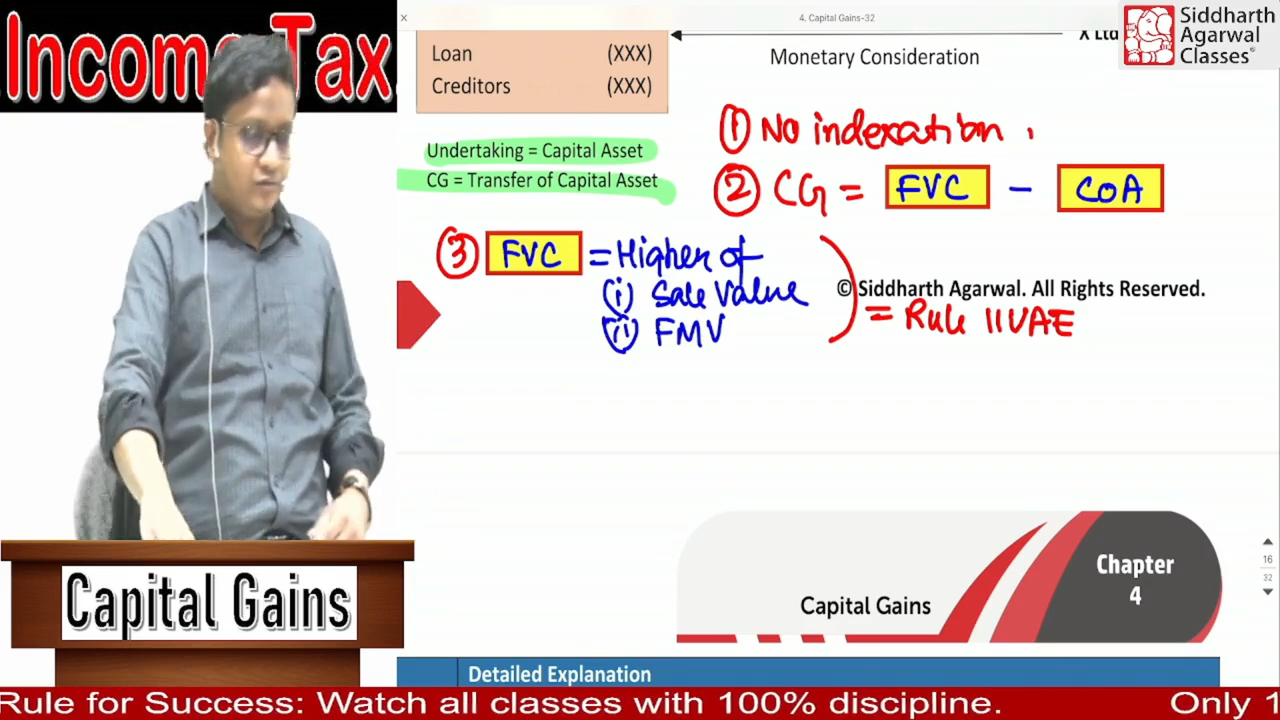 Income Tax
Capital Gains
×
4. Capital Gains-32
Siddharth
Agarwal
Classes®
Loan (XXX)
Creditors (XXX)
X Ltd
Monetary Consideration
Undertaking = Capital Asset
CG = Transfer of Capital Asset
① No indexation.
② CG = FVC - COA
③ FVC = Higher of
(i) Sale Value
(ii) FMV
© Siddharth Agarwal. All Rights Reserved.
= Rule 11UAE
16
32
Chapter
4
Capital Gains
Detailed Explanation
Rule for Success: Watch all classes with 100% discipline. Only 1